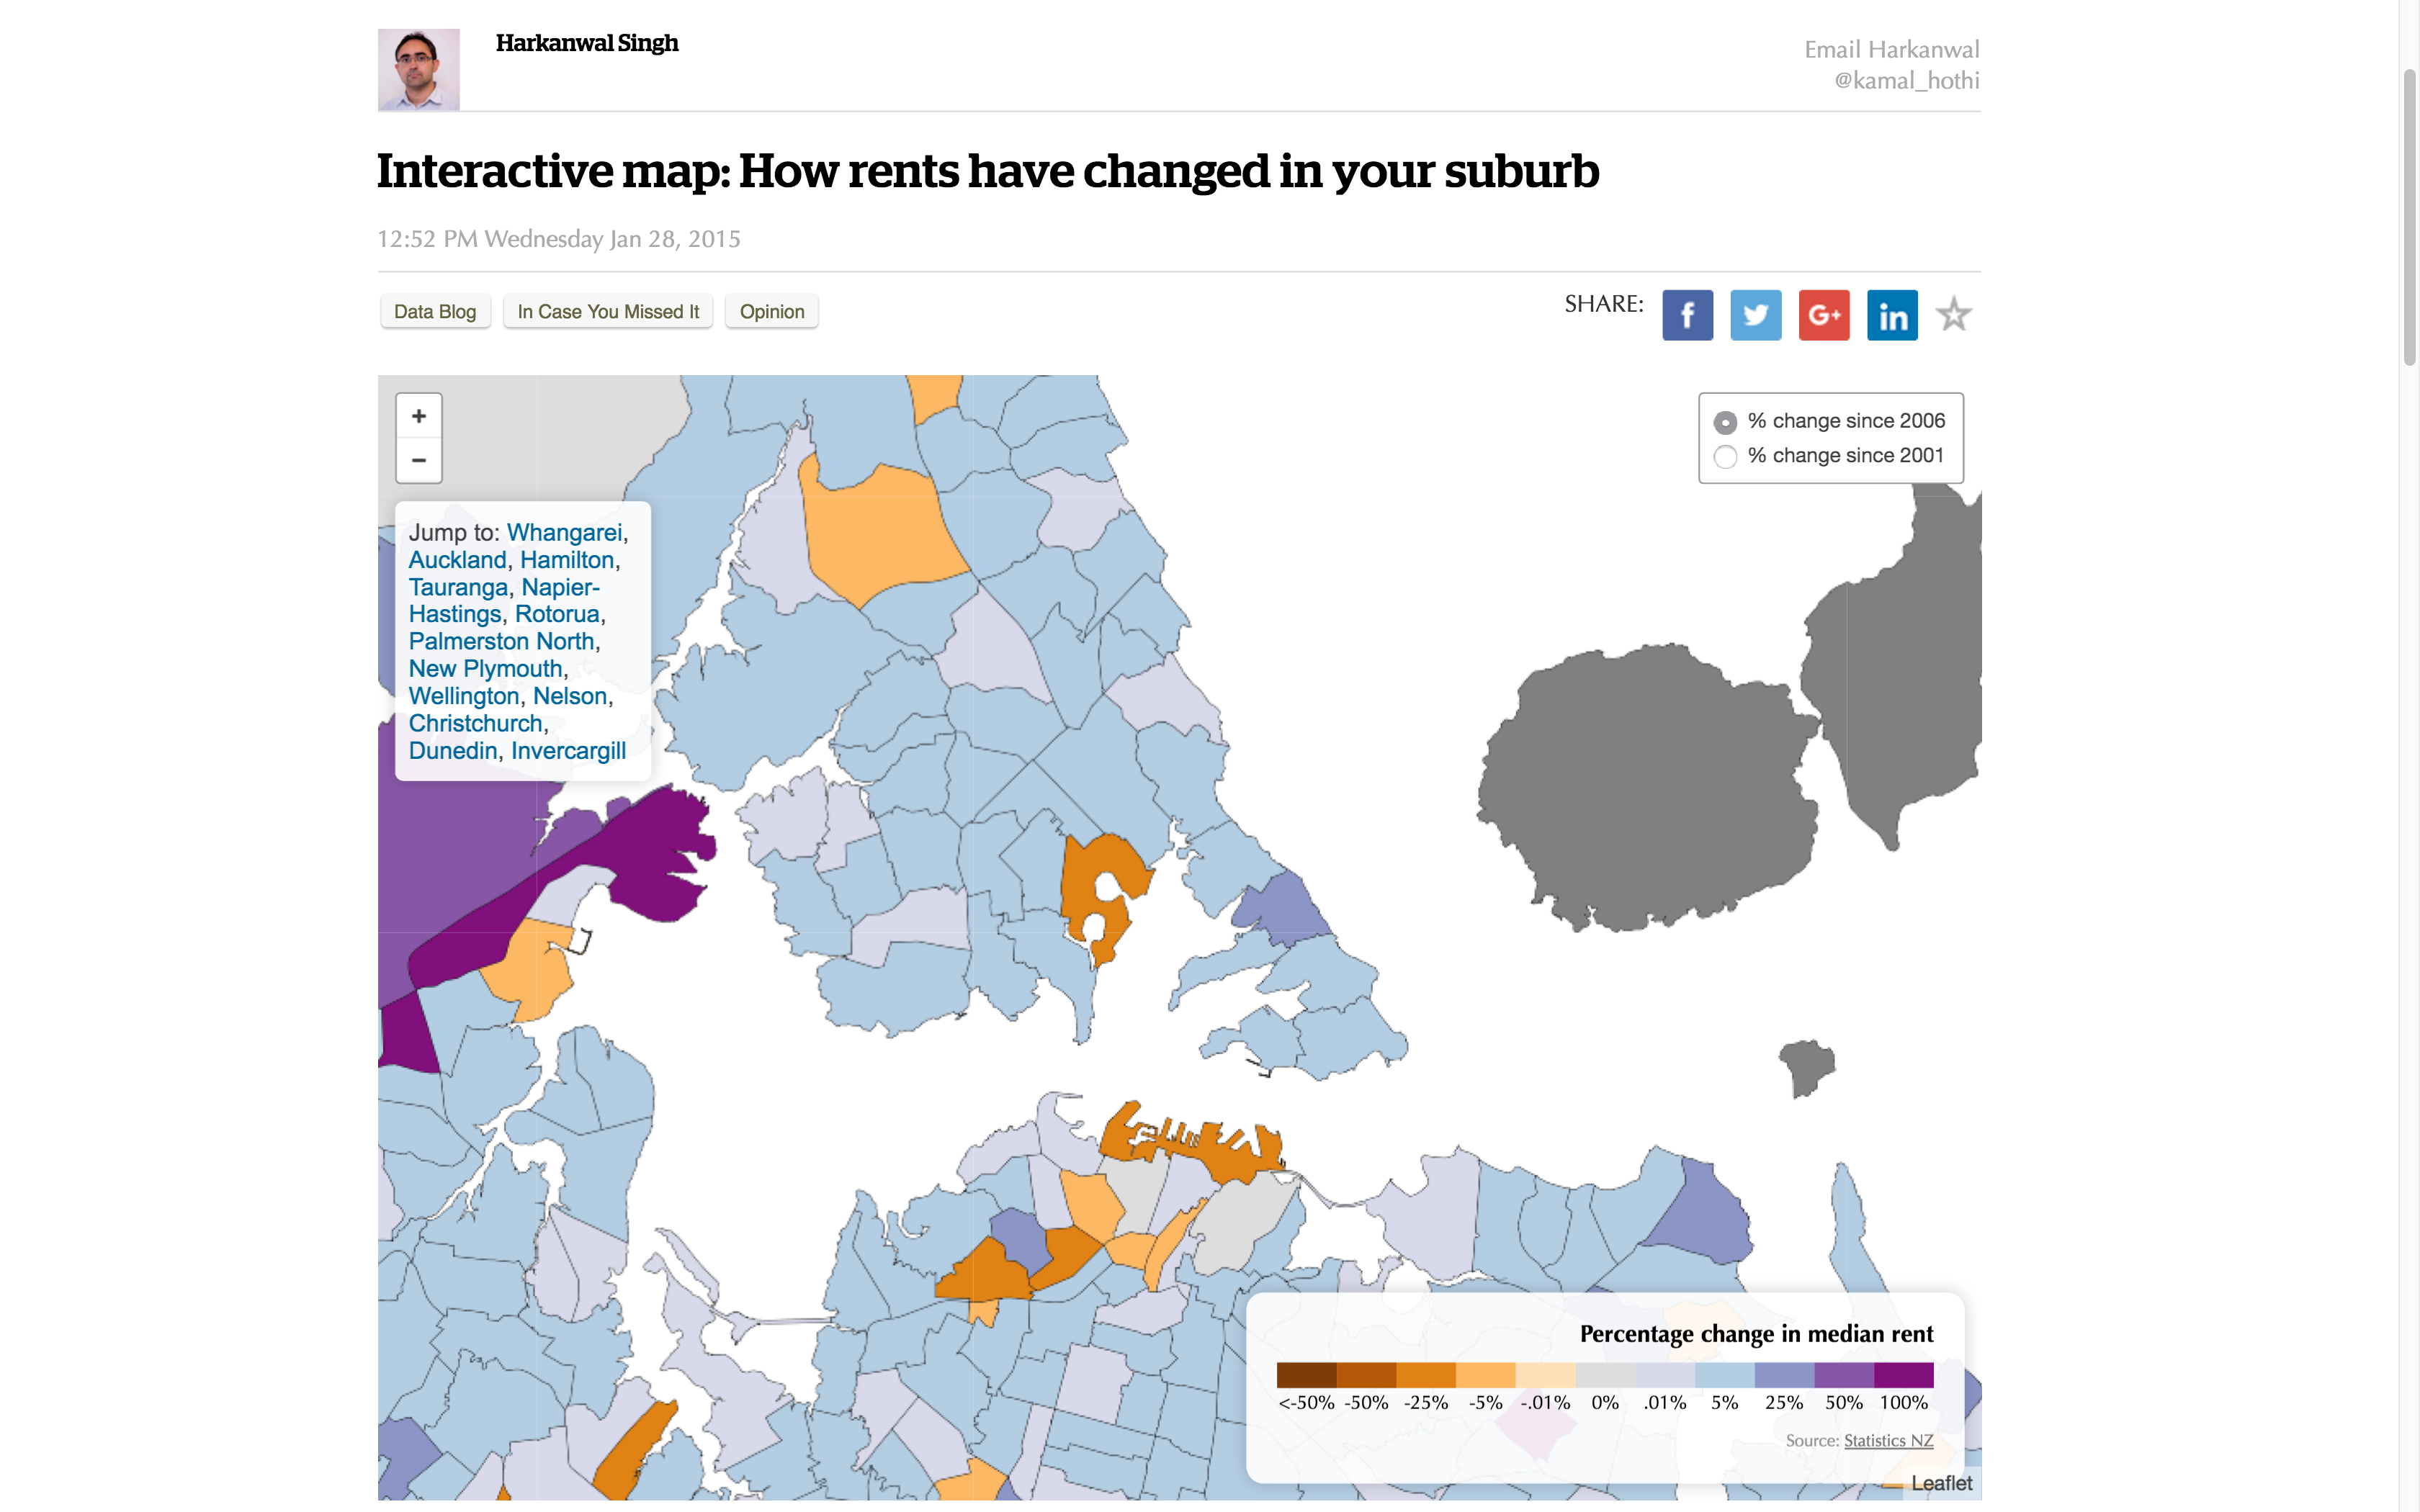 Harkanwal Singh
Email Harkanwal
@kamal_hothi
Interactive map: How rents have changed in your suburb
12:52 PM Wednesday Jan 28, 2015
Data Blog
In Case You Missed It
Opinion
SHARE:
f
G+
in
+
−
% change since 2006
% change since 2001
Jump to: Whangarei,
Auckland, Hamilton,
Tauranga, Napier-
Hastings, Rotorua,
Palmerston North,
New Plymouth,
Wellington, Nelson,
Christchurch,
Dunedin, Invercargill
Percentage change in median rent
<-50% -50% -25% -5% -.01% 0% .01% 5% 25% 50% 100%
Source: Statistics NZ
Leaflet